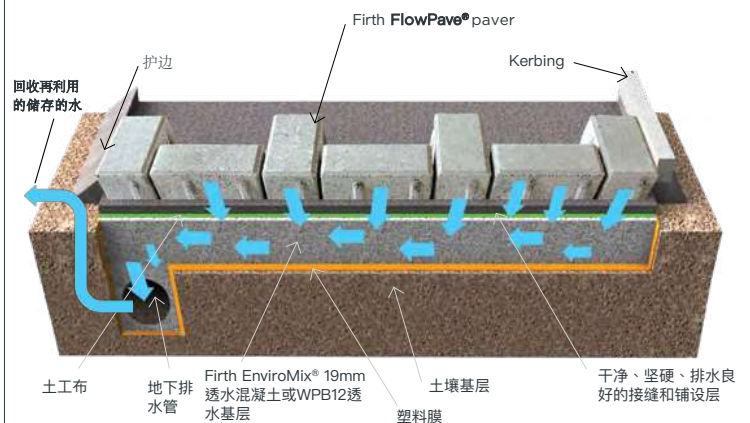 Firth FlowPave® paver
护边
Kerbing
回收再利用
的储存的水
土工布
地下排
水管
Firth EnviroMix® 19mm
透水混凝土或WPB12透
水基层
塑料膜
土壤基层
干净、坚硬、排水良
好的接缝和铺设层